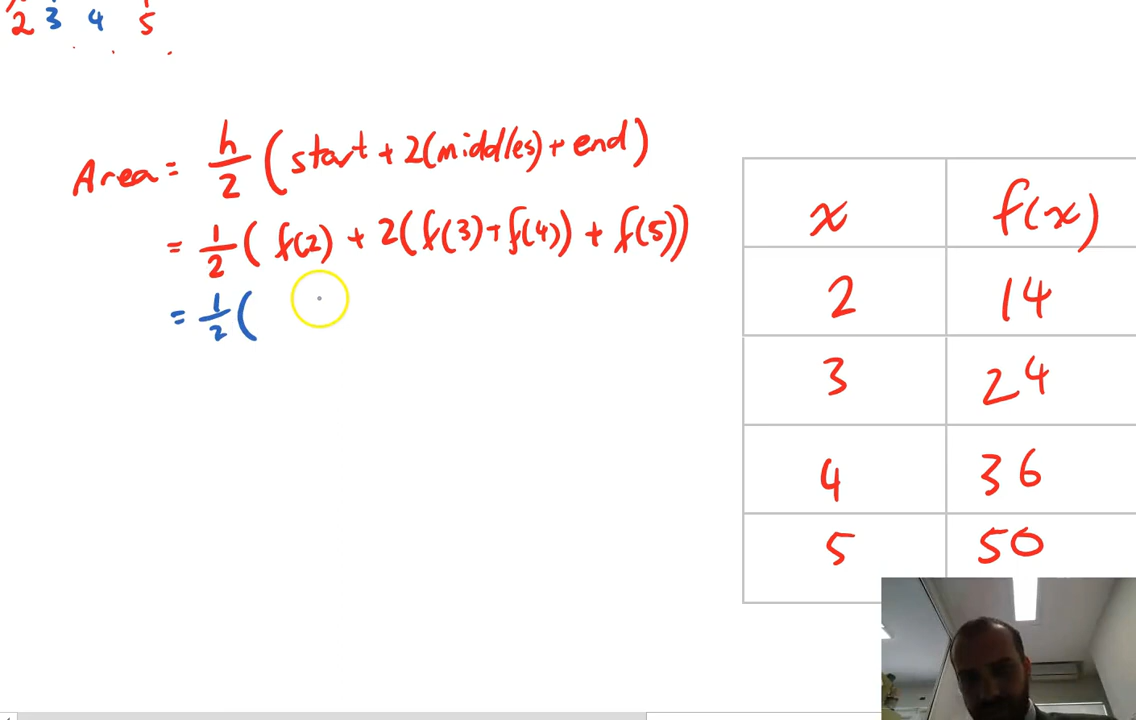 2 3 4 5
Area = h/2 (start + 2(middles) + end)
= 1/2 ( f(2) + 2(f(3) + f(4)) + f(5))
= 1/2 (
x f(x)
2 14
3 24
4 36
5 50